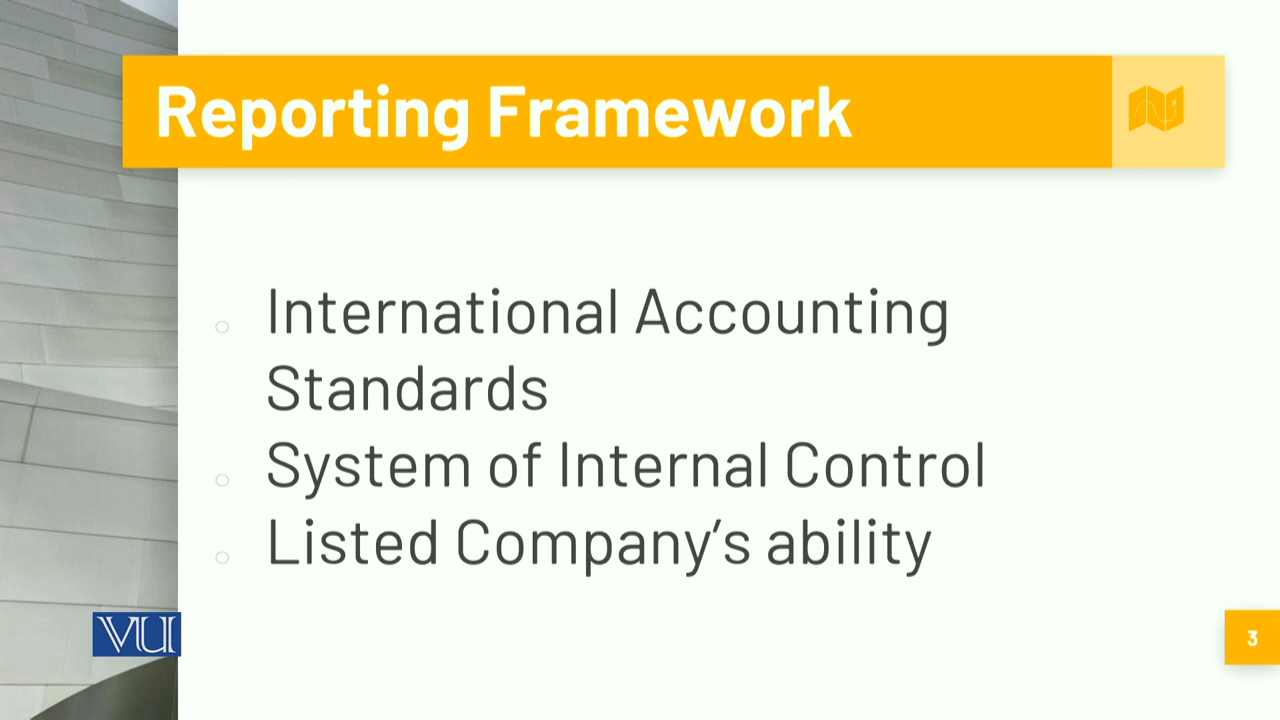 Reporting Framework
International Accounting
Standards
System of Internal Control
Listed Company’s ability
VU
3